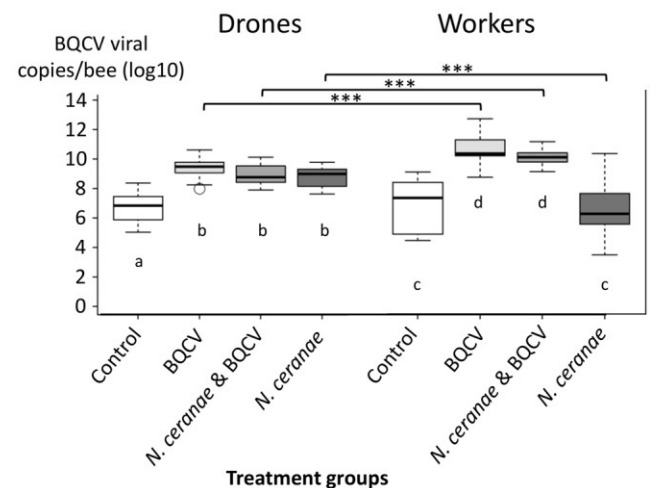 Drones
Workers
BQCV viral
copies/bee (log10)
***
***
***
14
12
10
8
6
4
2
0
a
b
b
b
c
d
d
c
Control
BQCV
N. ceranae & BQCV
N. ceranae
Control
BQCV
N. ceranae & BQCV
N. ceranae
Treatment groups